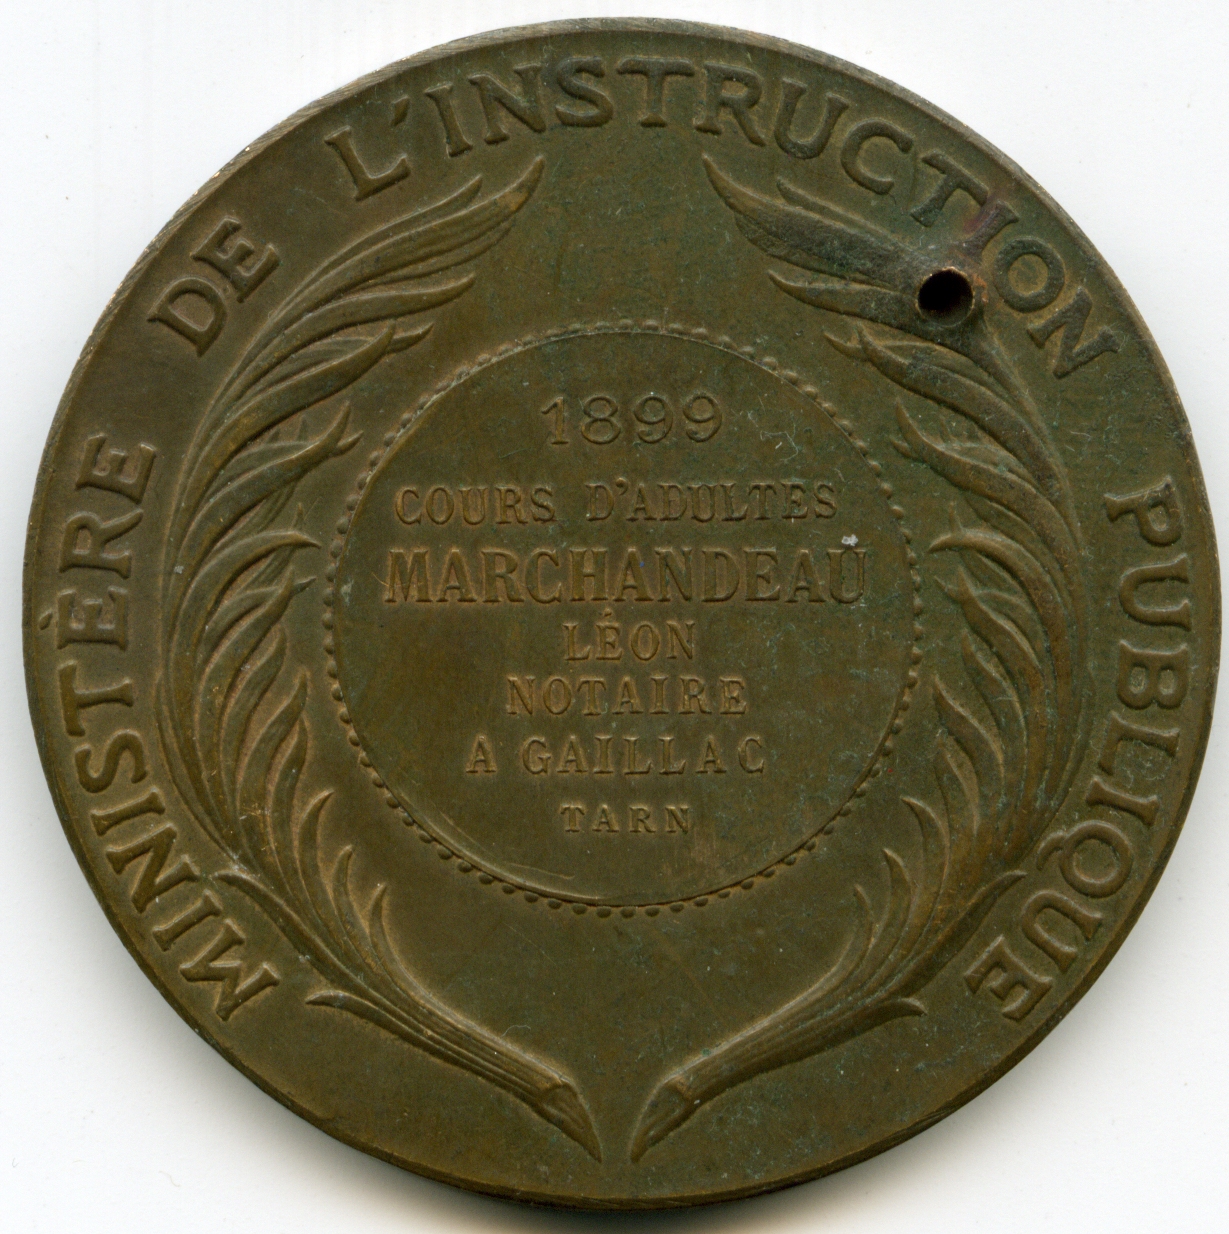 MINISTÈRE DE L'INSTRUCTION PUBLIQUE
1899
COURS D'ADULTES
MARCHANDEAU
LÉON
NOTAIRE
A GAILLAC
TARN